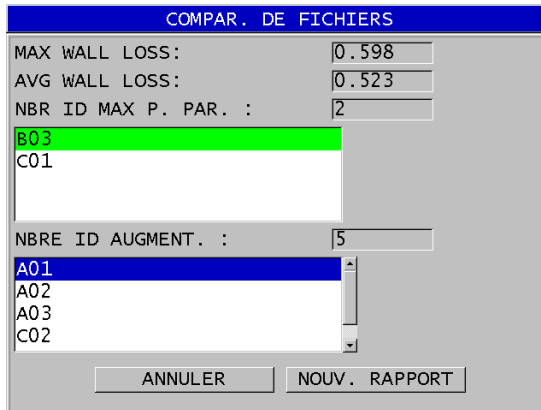 COMPAR. DE FICHIERS
MAX WALL LOSS: 0.598
AVG WALL LOSS: 0.523
NBR ID MAX P. PAR. : 2
B03
C01
NBRE ID AUGMENT. : 5
A01
A02
A03
C02
ANNULER NOUV. RAPPORT